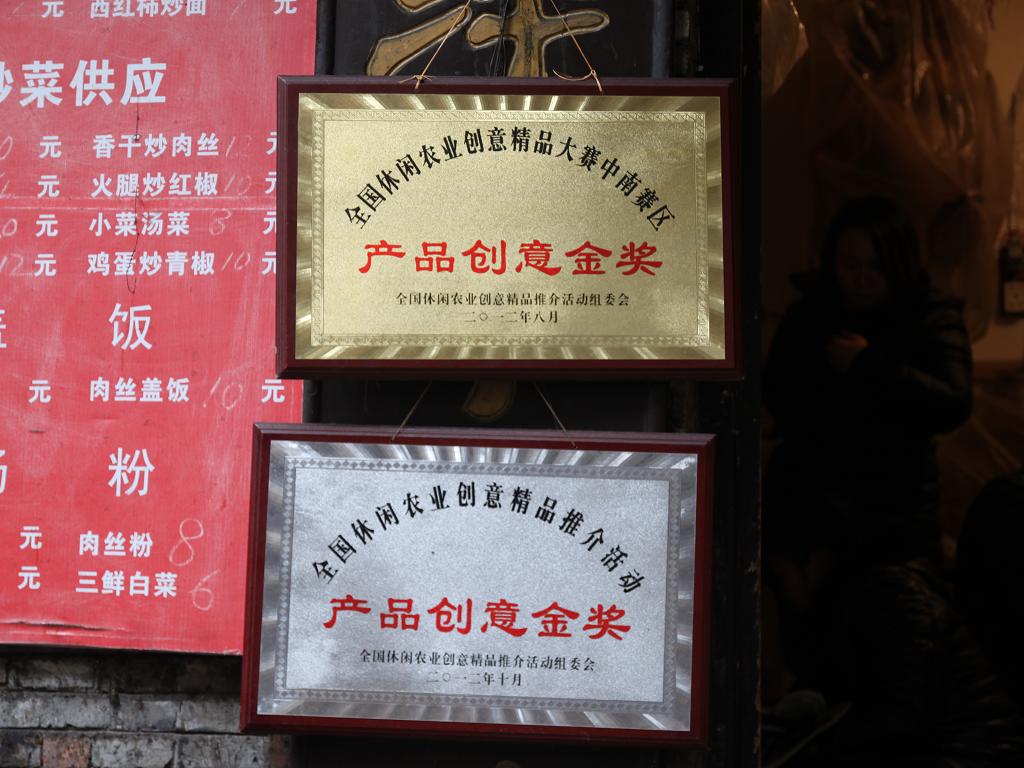 西红柿炒面
元
炒菜供应
元 香干炒肉丝 12 元
元 火腿炒红椒 10 元
元 小菜汤菜 8 元
12 元 鸡蛋炒青椒 10 元
盖 饭
元 肉丝盖饭 10 元
汤 粉
元 肉丝粉 8
元 三鲜白菜 6
全国休闲农业创意精品大赛中南赛区
产品创意金奖
全国休闲农业创意精品推介活动组委会
二〇一二年八月
全国休闲农业创意精品推介活动
产品创意金奖
全国休闲农业创意精品推介活动组委会
二〇一二年十月